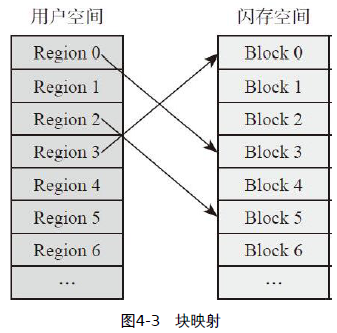 用户空间 闪存空间
Region 0 Block 0
Region 1 Block 1
Region 2 Block 2
Region 3 Block 3
Region 4 Block 4
Region 5 Block 5
Region 6 Block 6
… …
图4-3 块映射